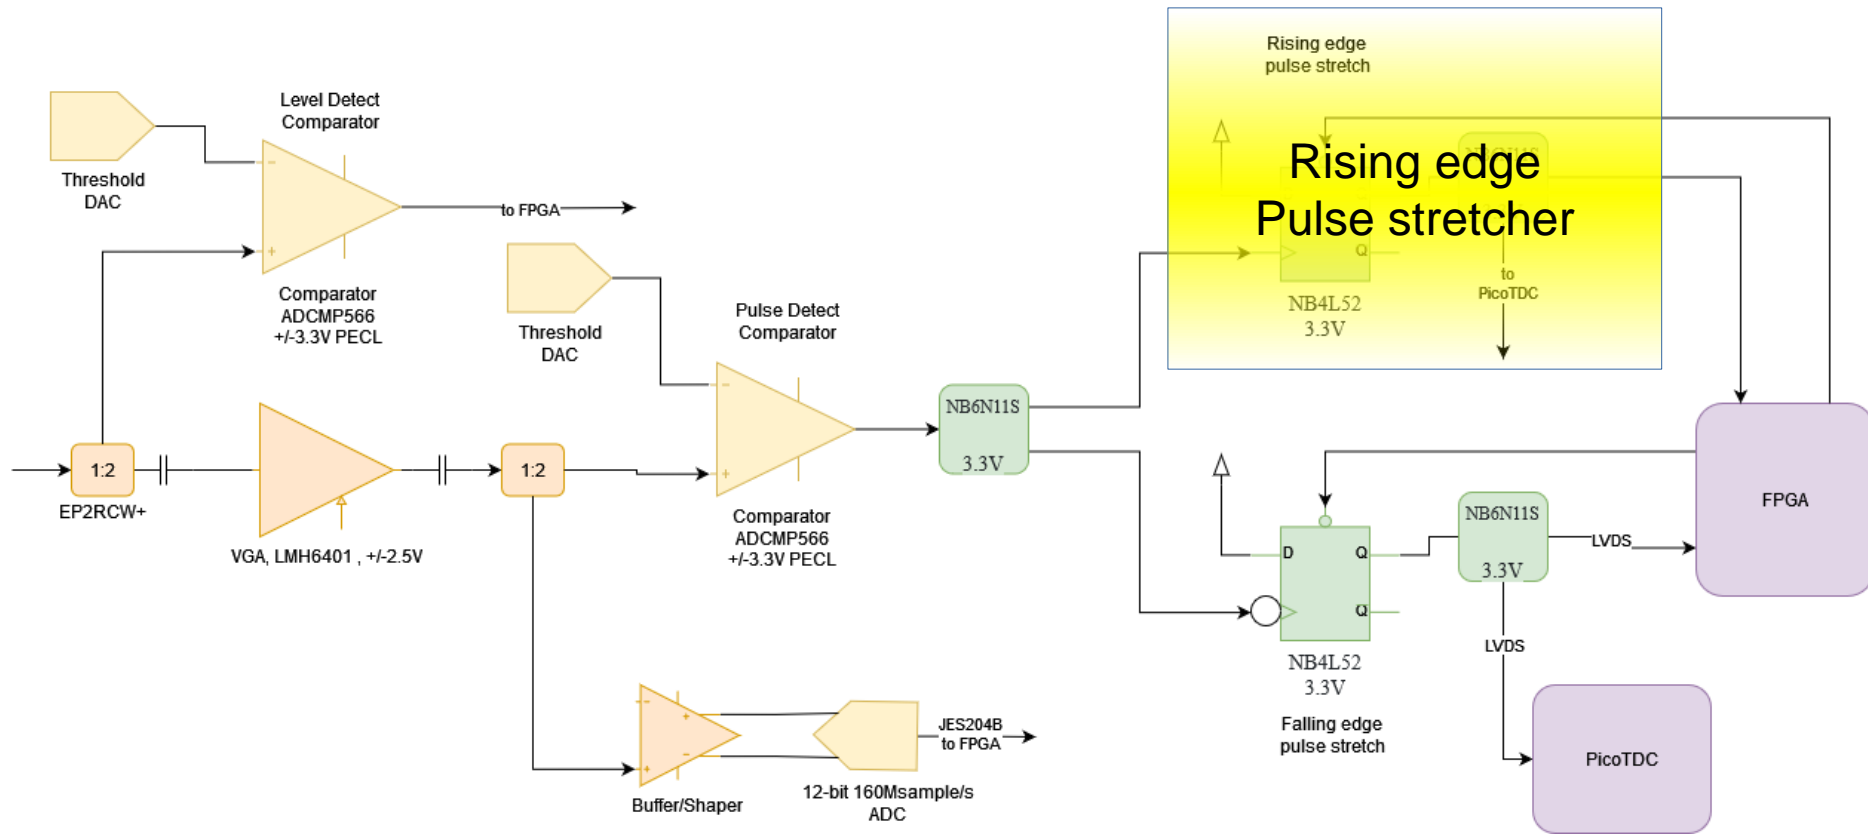 Level Detect
Comparator
Threshold
DAC
-
+
to FPGA
Comparator
ADCMP566
+/-3.3V PECL
1:2
EP2RCW+
VGA, LMH6401 , +/-2.5V
Threshold
DAC
Pulse Detect
Comparator
-
+
1:2
Comparator
ADCMP566
+/-3.3V PECL
NB6N11S
3.3V
Rising edge
pulse stretch
Rising edge
Pulse stretcher
Q
to
PicoTDC
NB4L52
3.3V
D
Q
Q
NB4L52
3.3V
Falling edge
pulse stretch
NB6N11S
3.3V
LVDS
LVDS
FPGA
PicoTDC
-
+
+
-
Buffer/Shaper
12-bit 160Msample/s
ADC
JES204B
to FPGA